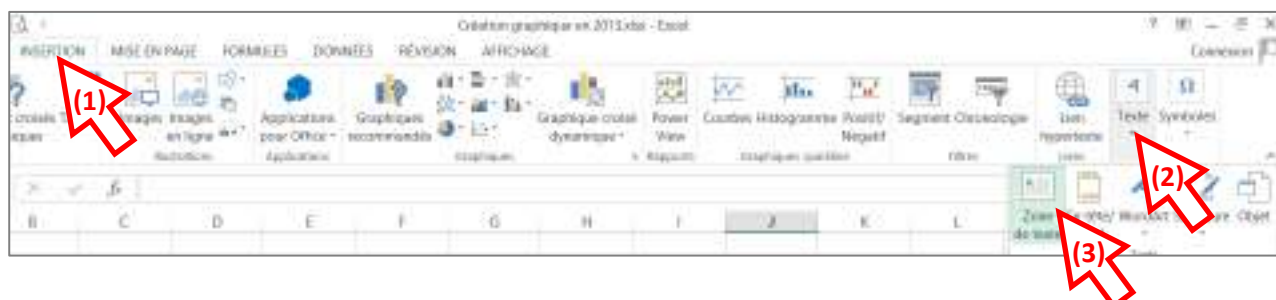 Création graphique en 2013.xlsx - Excel
INSERTION MISE EN PAGE FORMULES DONNÉES RÉVISION AFFICHAGE
Connexion
(1)
croisés Images Images Applications Graphiques Graphique croisé Power Courbes Histogramme Positif/ Segment Chronologie Lien Texte Symboles
en ligne pour Office recommandés dynamique View Négatif hypertexte
Illustrations Applications Graphiques Rapports Graphiques sparkline Filtres Liens
fx
(2)
B C D E F G H I J K L
Zone WordArt Objet
de
Texte
(3)